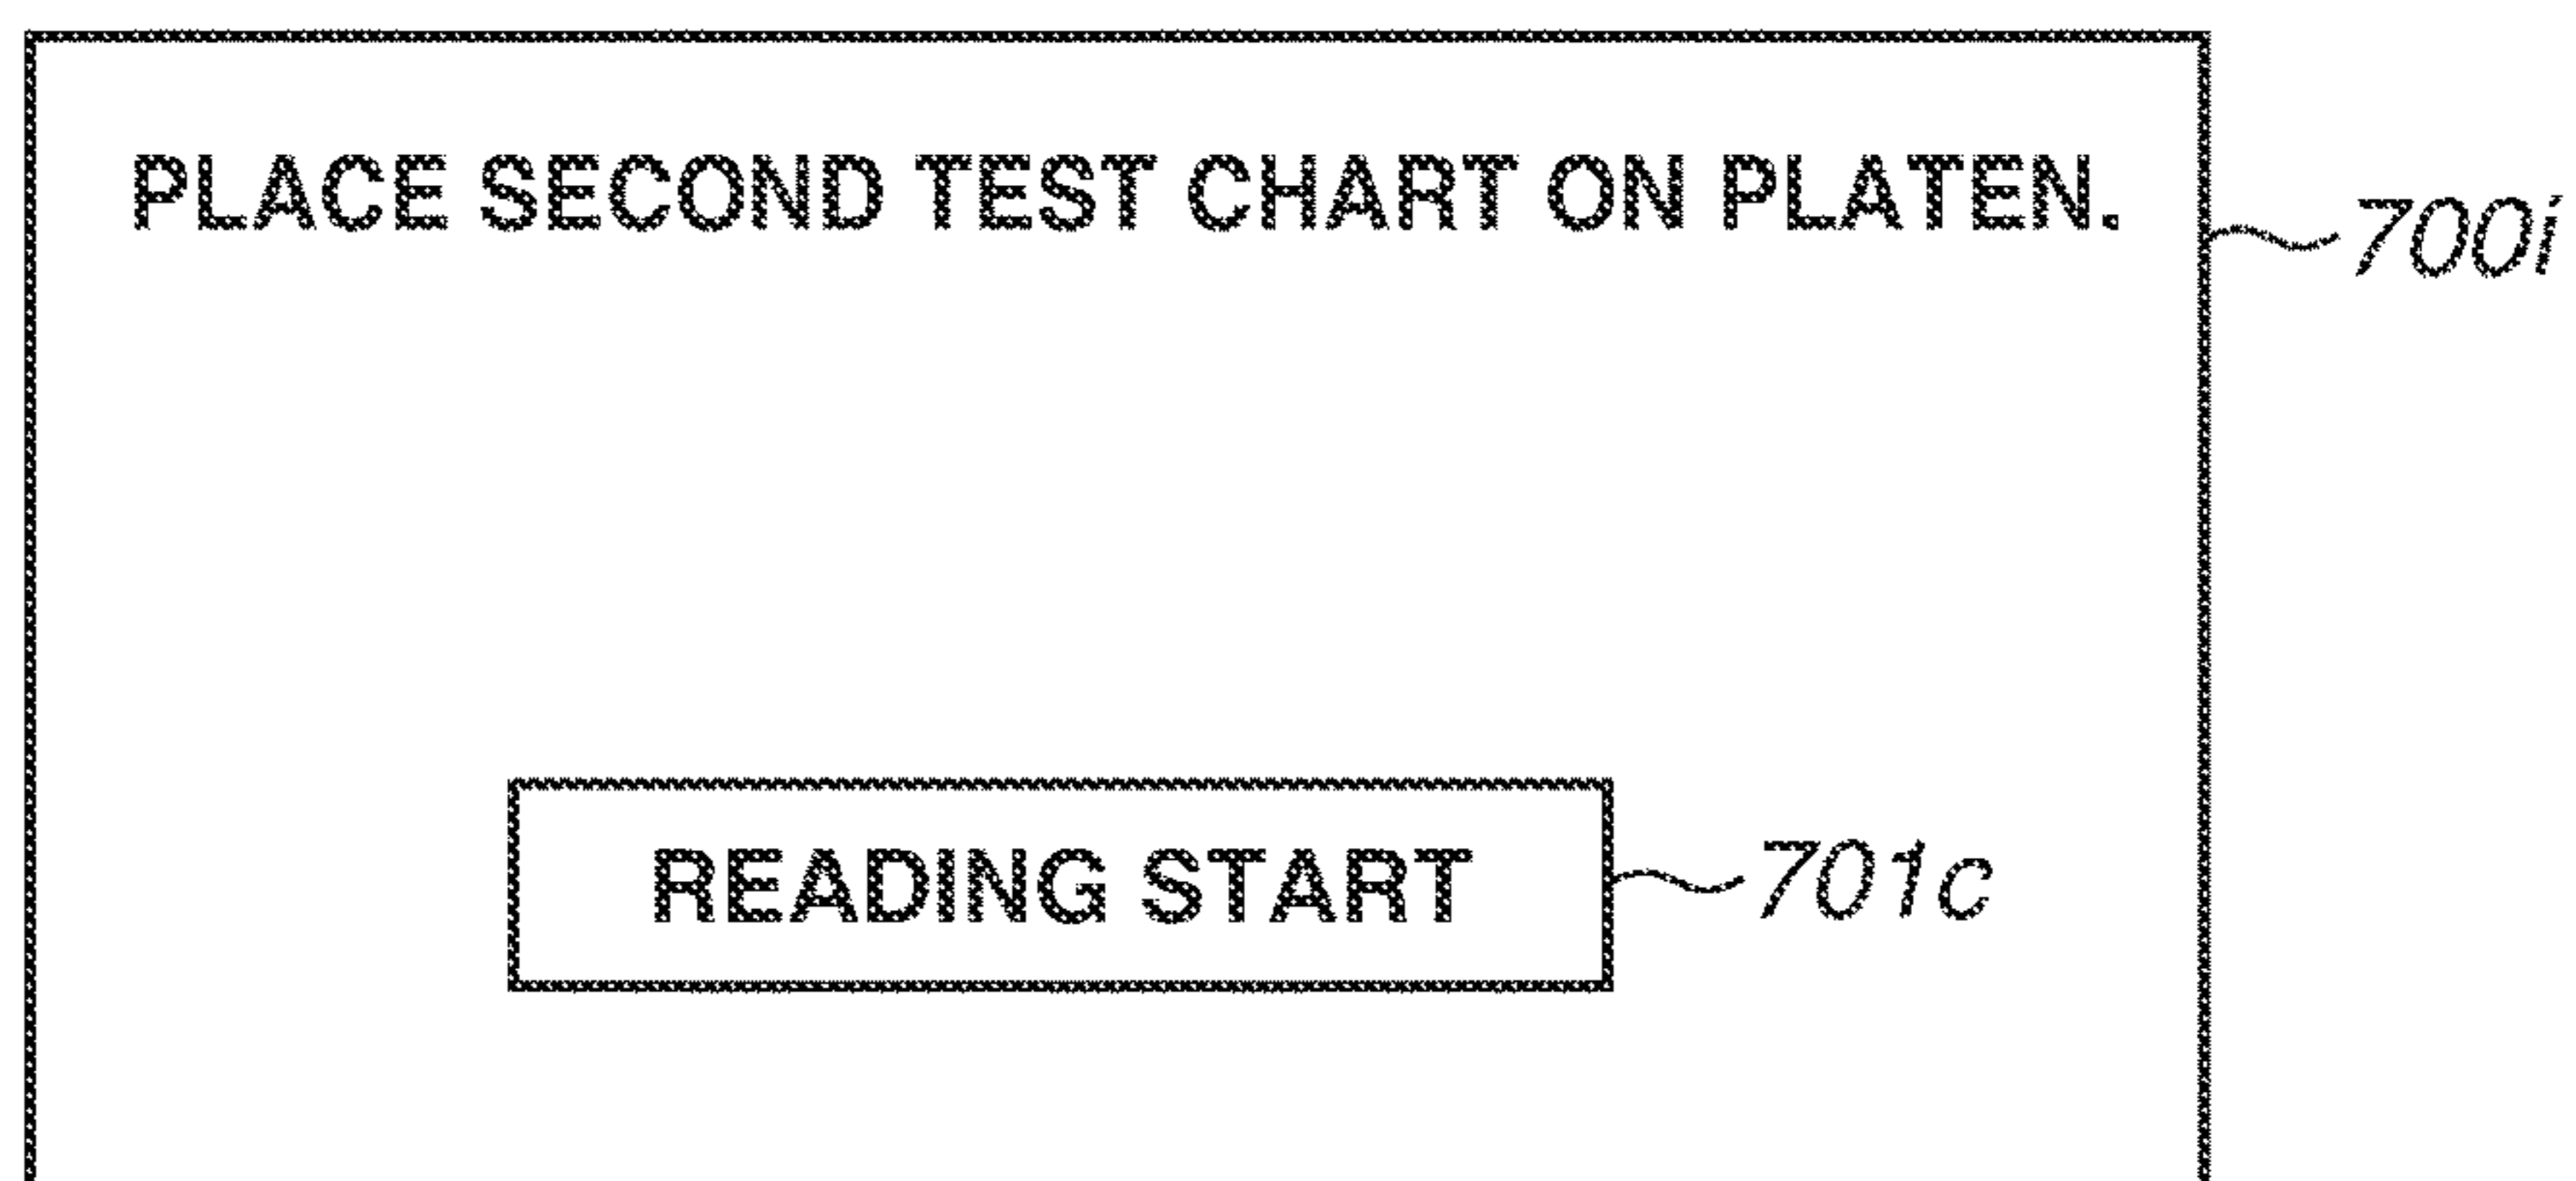 PLACE SECOND TEST CHART ON PLATEN.
700i
READING START
701c